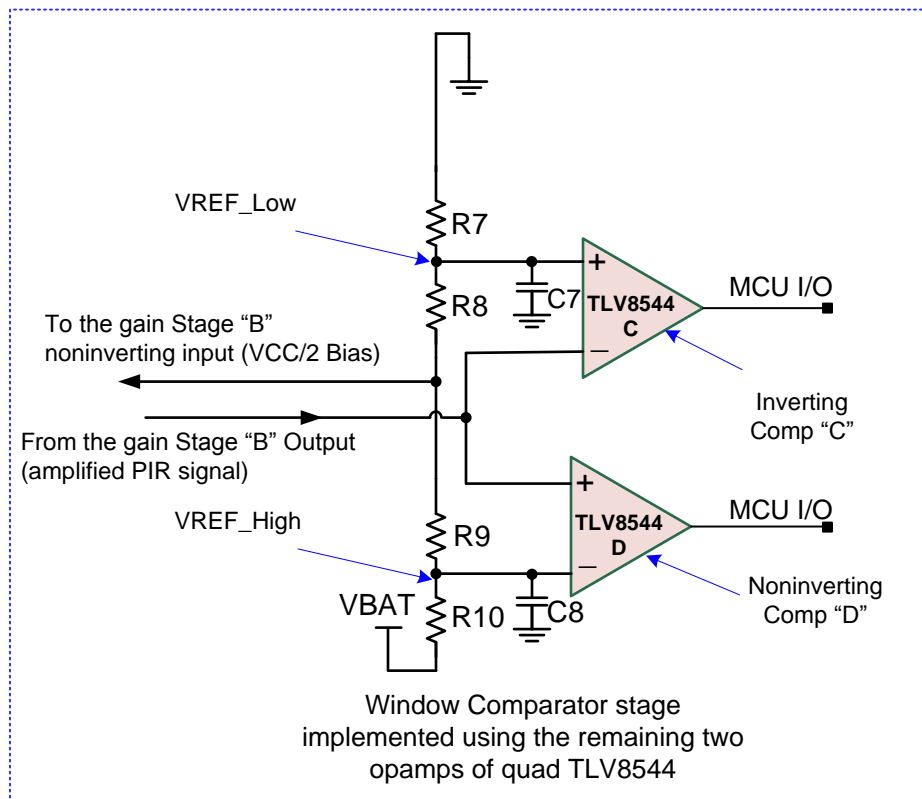 VREF_Low
R7
R8
C7
+
−
TLV8544
C
MCU I/O
To the gain Stage “B”
noninverting input (VCC/2 Bias)
From the gain Stage “B” Output
(amplified PIR signal)
Inverting
Comp “C”
VREF_High
R9
R10
VBAT
C8
+
−
TLV8544
D
MCU I/O
Noninverting
Comp “D”
Window Comparator stage
implemented using the remaining two
opamps of quad TLV8544